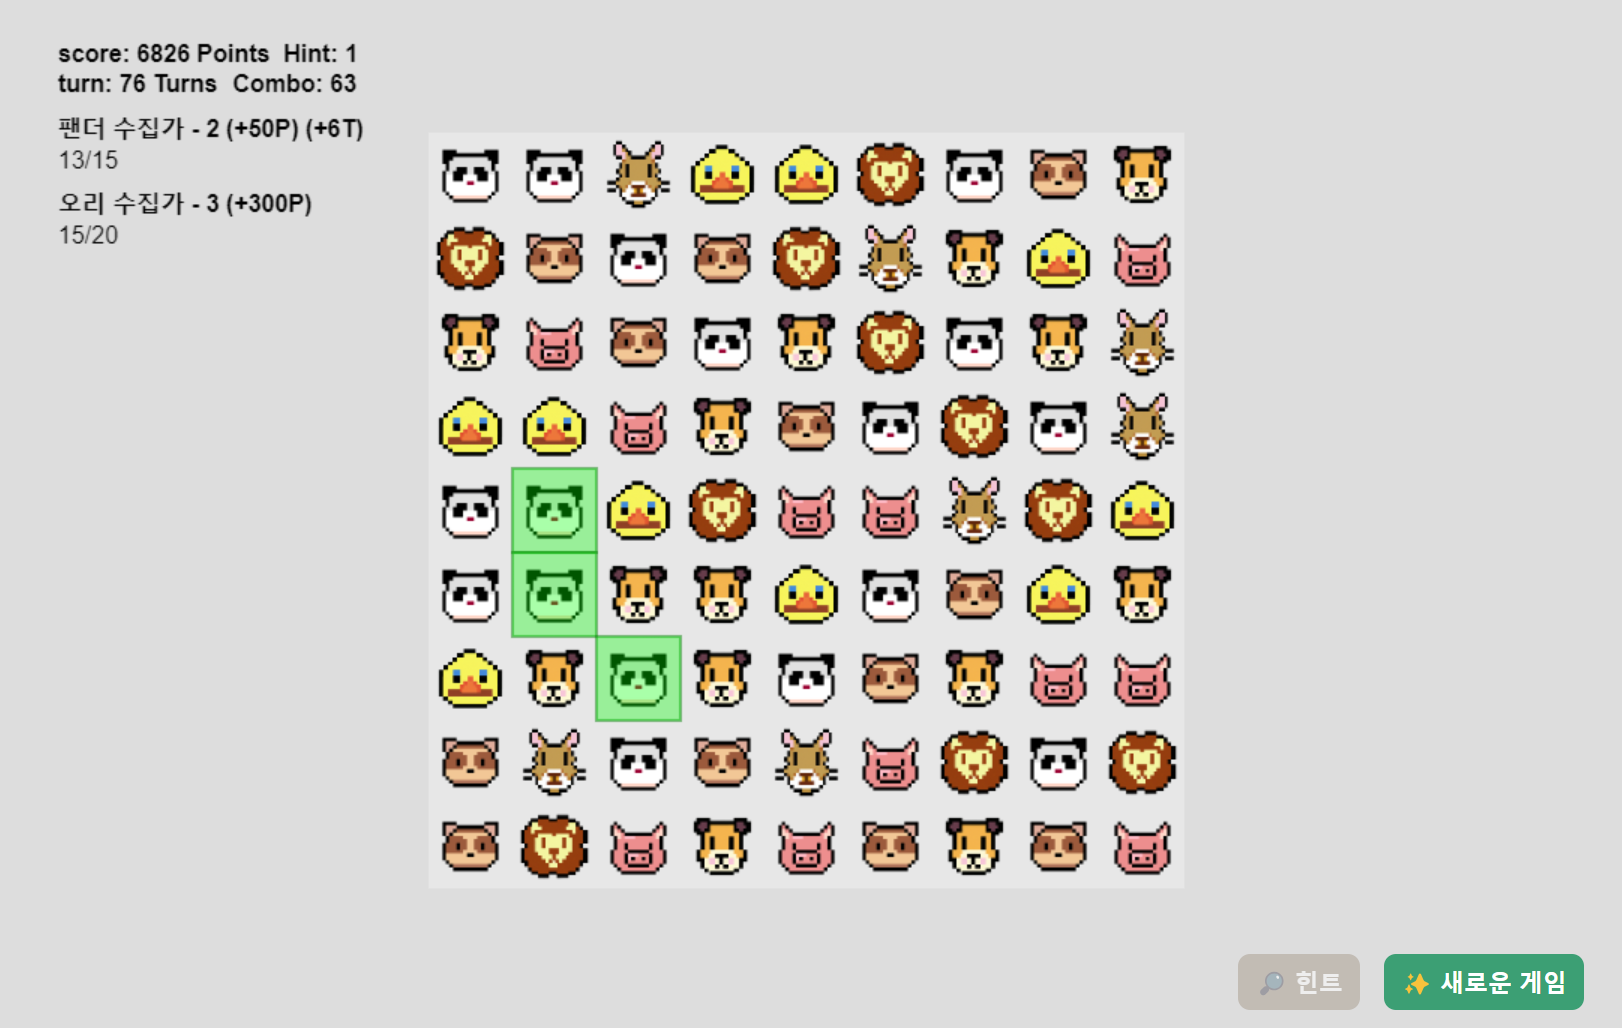 score: 6826 Points  Hint: 1
turn: 76 Turns  Combo: 63
팬더 수집가 - 2 (+50P) (+6T)
13/15
오리 수집가 - 3 (+300P)
15/20
🔎 힌트
✨ 새로운 게임